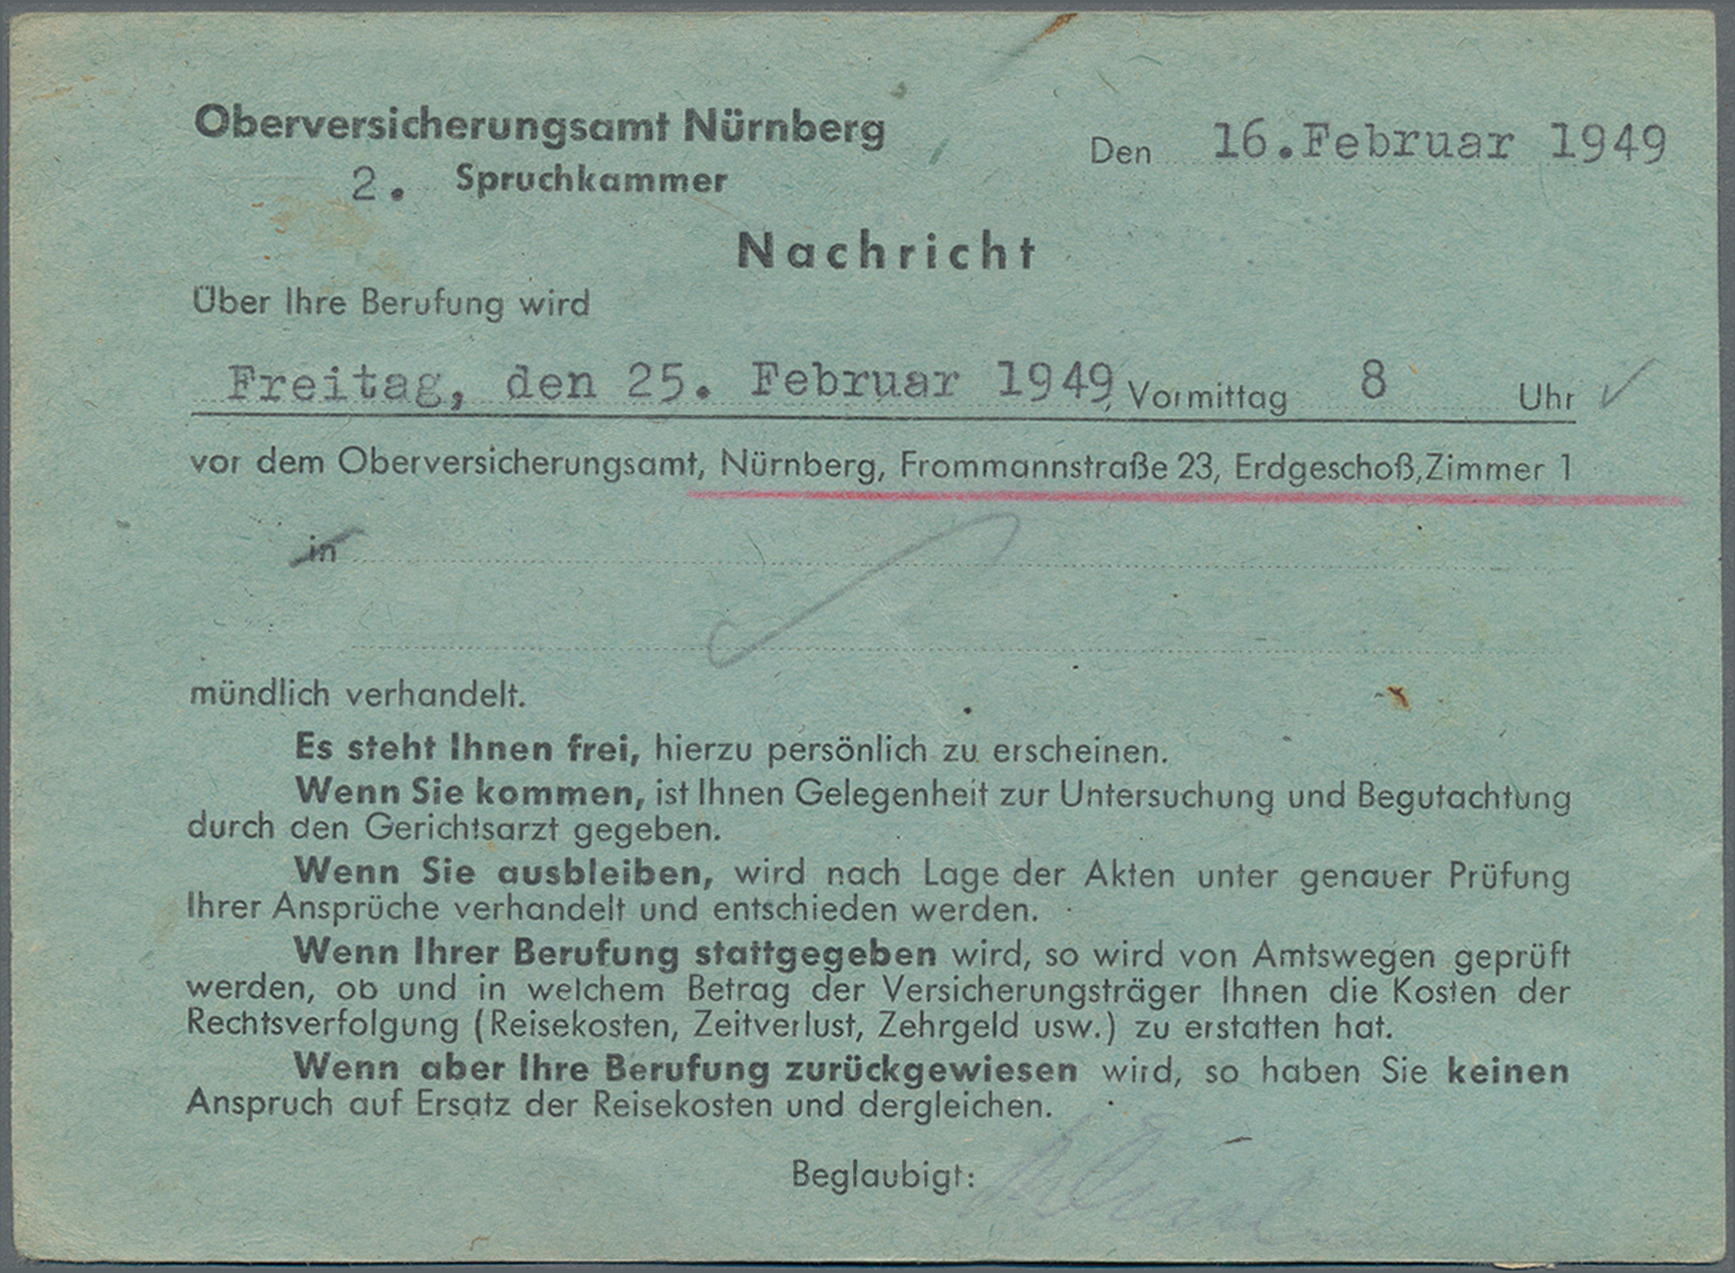 Oberversicherungsamt Nürnberg
Den 16.Februar 1949
2. Spruchkammer
Nachricht
Über Ihre Berufung wird
Freitag, den 25. Februar 1949 Vormittag 8 Uhr
vor dem Oberversicherungsamt, Nürnberg, Frommannstraße 23, Erdgeschoß,Zimmer 1
in
mündlich verhandelt.
Es steht Ihnen frei, hierzu persönlich zu erscheinen.
Wenn Sie kommen, ist Ihnen Gelegenheit zur Untersuchung und Begutachtung
durch den Gerichtsarzt gegeben.
Wenn Sie ausbleiben, wird nach Lage der Akten unter genauer Prüfung
Ihrer Ansprüche verhandelt und entschieden werden.
Wenn Ihrer Berufung stattgegeben wird, so wird von Amtswegen geprüft
werden, ob und in welchem Betrag der Versicherungsträger Ihnen die Kosten der
Rechtsverfolgung (Reisekosten, Zeitverlust, Zehrgeld usw.) zu erstatten hat.
Wenn aber Ihre Berufung zurückgewiesen wird, so haben Sie keinen
Anspruch auf Ersatz der Reisekosten und dergleichen.
Beglaubigt: